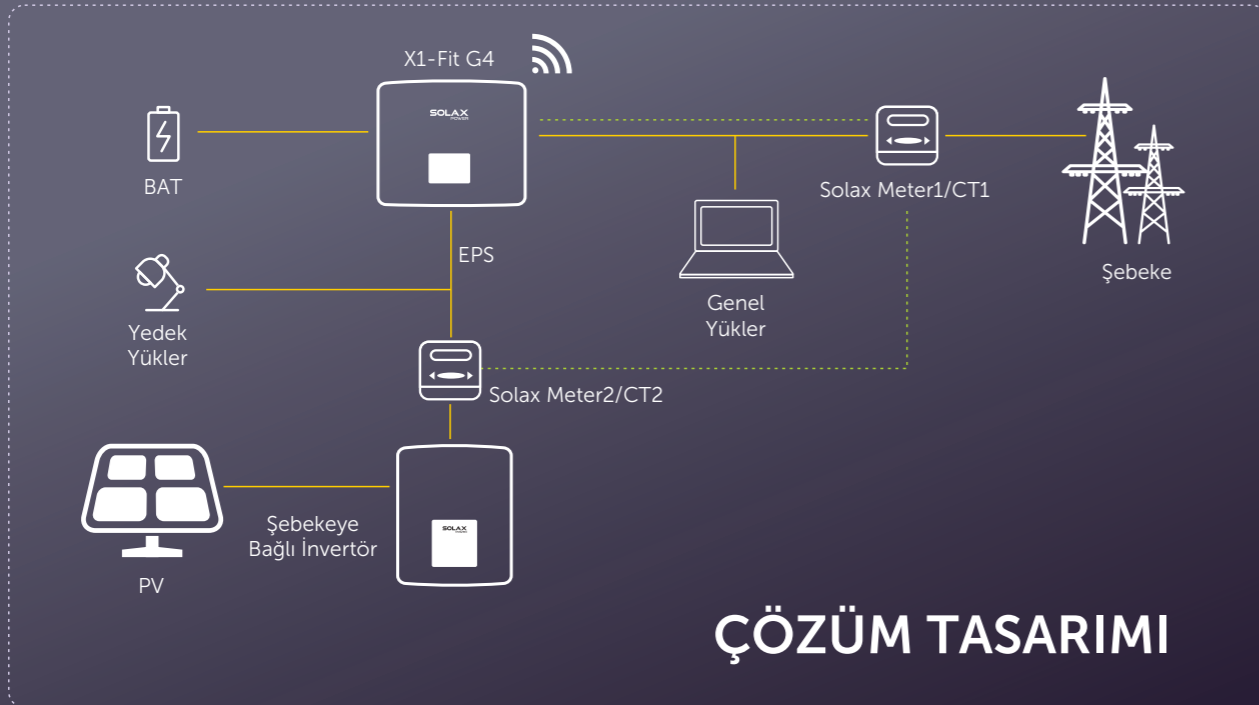 X1-Fit G4
SOLAX
POWER
BAT
Solax Meter1/CT1
EPS
Şebeke
Genel
Yükler
Yedek
Yükler
Solax Meter2/CT2
SOLAX
POWER
Şebekeye
Bağlı İnvertör
PV
ÇÖZÜM TASARIMI